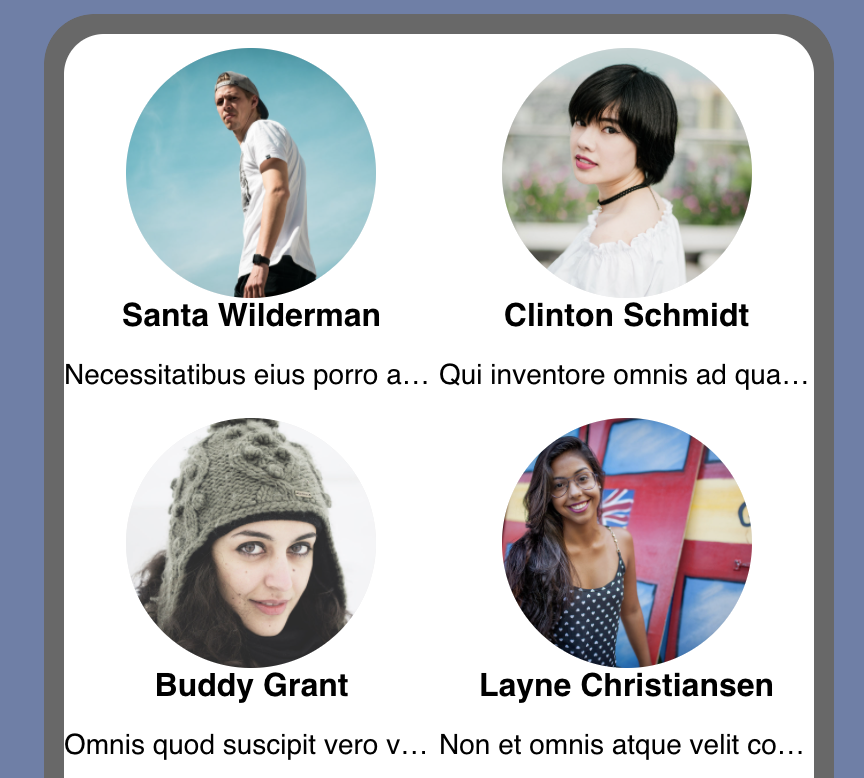 Santa Wilderman
Clinton Schmidt
Necessitatibus eius porro a…
Qui inventore omnis ad qua…
Buddy Grant
Layne Christiansen
Omnis quod suscipit vero v…
Non et omnis atque velit co…